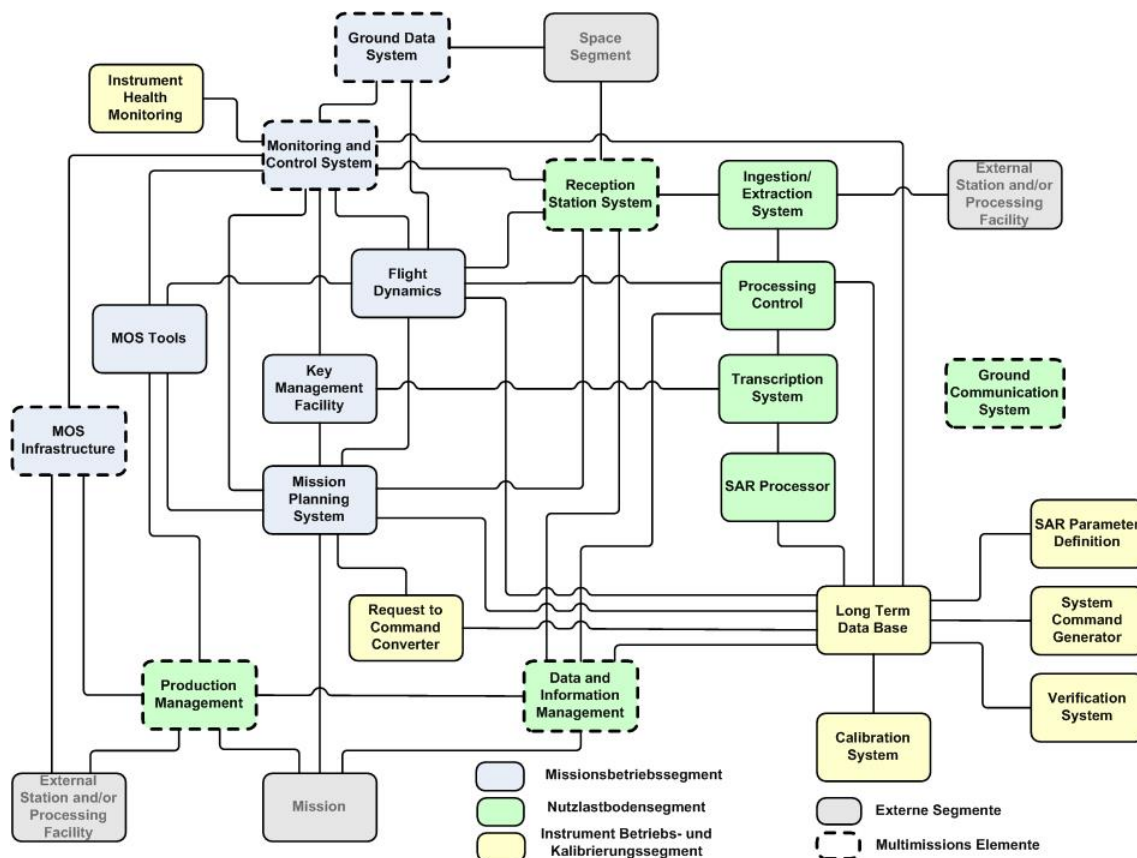 Ground Data
System
Space
Segment
Instrument
Health
Monitoring
Monitoring and
Control System
Reception
Station System
Ingestion/
Extraction
System
External
Station and/or
Processing
Facility
Flight
Dynamics
Processing
Control
MOS Tools
Key
Management
Facility
Transcription
System
Ground
Communication
System
MOS
Infrastructure
Mission
Planning
System
SAR Processor
SAR Parameter
Definition
Request to
Command
Converter
Long Term
Data Base
System
Command
Generator
Production
Management
Data and
Information
Management
Verification
System
Calibration
System
External
Station and/or
Processing
Facility
Mission
Missionsbetriebssegment
Nutzlastbodensegment
Instrument Betriebs- und
Kalibrierungssegment
Externe Segmente
Multimissions Elemente